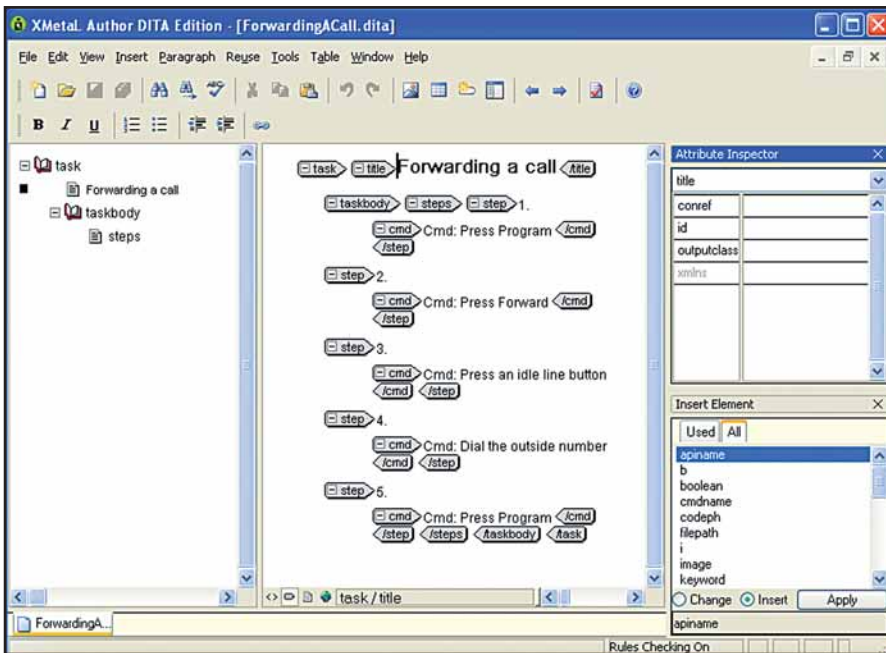 XMetaL Author DITA Edition - [ForwardingACall.dita]
File Edit View Insert Paragraph Reuse Tools Table Window Help
B I U
task
Forwarding a call
taskbody
steps
task title Forwarding a call /title
taskbody steps step 1.
cmd Cmd: Press Program /cmd
/step
step 2.
cmd Cmd: Press Forward /cmd
/step
step 3.
cmd Cmd: Press an idle line button
/cmd /step
step 4.
cmd Cmd: Dial the outside number
/cmd /step
step 5.
cmd Cmd: Press Program /cmd
/step /steps /taskbody /task
task / title
Attribute Inspector
title
conref
id
outputclass
xmlns
Insert Element
Used All
apiname
b
boolean
cmdname
codeph
filepath
i
image
keyword
Change Insert Apply
apiname
ForwardingA...
Rules Checking On